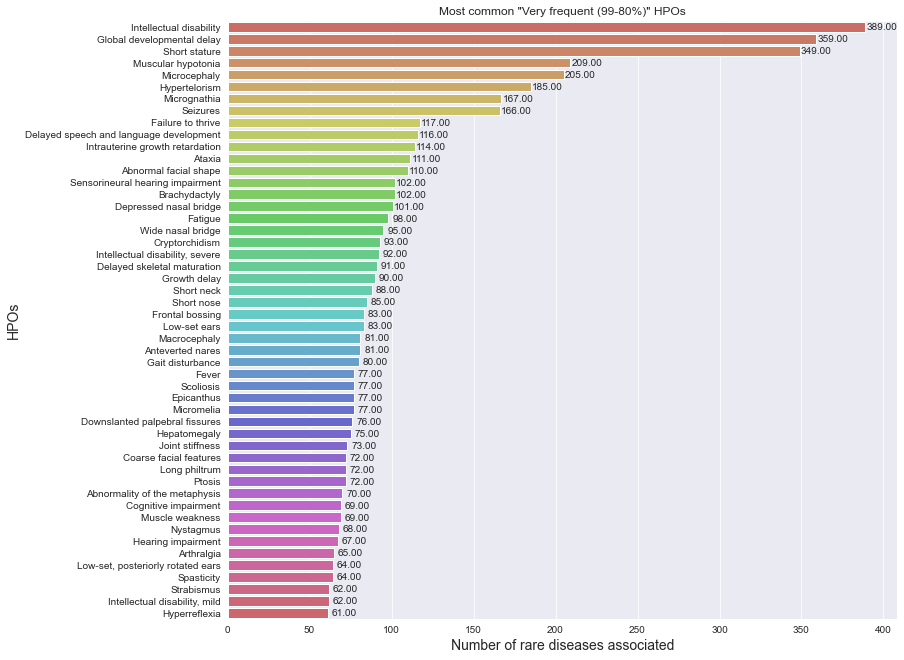 Most common "Very frequent (99-80%)" HPOs
Intellectual disability 389.00
Global developmental delay 359.00
Short stature 349.00
Muscular hypotonia 209.00
Microcephaly 205.00
Hypertelorism 185.00
Micrognathia 167.00
Seizures 166.00
Failure to thrive 117.00
Delayed speech and language development 116.00
Intrauterine growth retardation 114.00
Ataxia 111.00
Abnormal facial shape 110.00
Sensorineural hearing impairment 102.00
Brachydactyly 102.00
Depressed nasal bridge 101.00
Fatigue 98.00
Wide nasal bridge 95.00
Cryptorchidism 93.00
Intellectual disability, severe 92.00
Delayed skeletal maturation 91.00
Growth delay 90.00
Short neck 88.00
Short nose 85.00
Frontal bossing 83.00
Low-set ears 83.00
Macrocephaly 81.00
Anteverted nares 81.00
Gait disturbance 80.00
Fever 77.00
Scoliosis 77.00
Epicanthus 77.00
Micromelia 77.00
Downslanted palpebral fissures 76.00
Hepatomegaly 75.00
Joint stiffness 73.00
Coarse facial features 72.00
Long philtrum 72.00
Ptosis 72.00
Abnormality of the metaphysis 70.00
Cognitive impairment 69.00
Muscle weakness 69.00
Nystagmus 68.00
Hearing impairment 67.00
Arthralgia 65.00
Low-set, posteriorly rotated ears 64.00
Spasticity 64.00
Strabismus 62.00
Intellectual disability, mild 62.00
Hyperreflexia 61.00
HPOs
0 50 100 150 200 250 300 350 400
Number of rare diseases associated